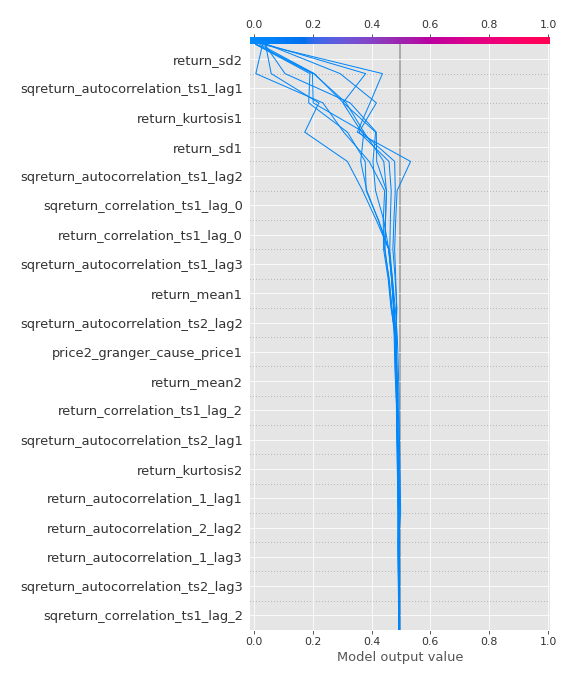 0.0 0.2 0.4 0.6 0.8 1.0
return_sd2
sqreturn_autocorrelation_ts1_lag1
return_kurtosis1
return_sd1
sqreturn_autocorrelation_ts1_lag2
sqreturn_correlation_ts1_lag_0
return_correlation_ts1_lag_0
sqreturn_autocorrelation_ts1_lag3
return_mean1
sqreturn_autocorrelation_ts2_lag2
price2_granger_cause_price1
return_mean2
return_correlation_ts1_lag_2
sqreturn_autocorrelation_ts2_lag1
return_kurtosis2
return_autocorrelation_1_lag1
return_autocorrelation_2_lag2
return_autocorrelation_1_lag3
sqreturn_autocorrelation_ts2_lag3
sqreturn_correlation_ts1_lag_2
0.0 0.2 0.4 0.6 0.8 1.0
Model output value